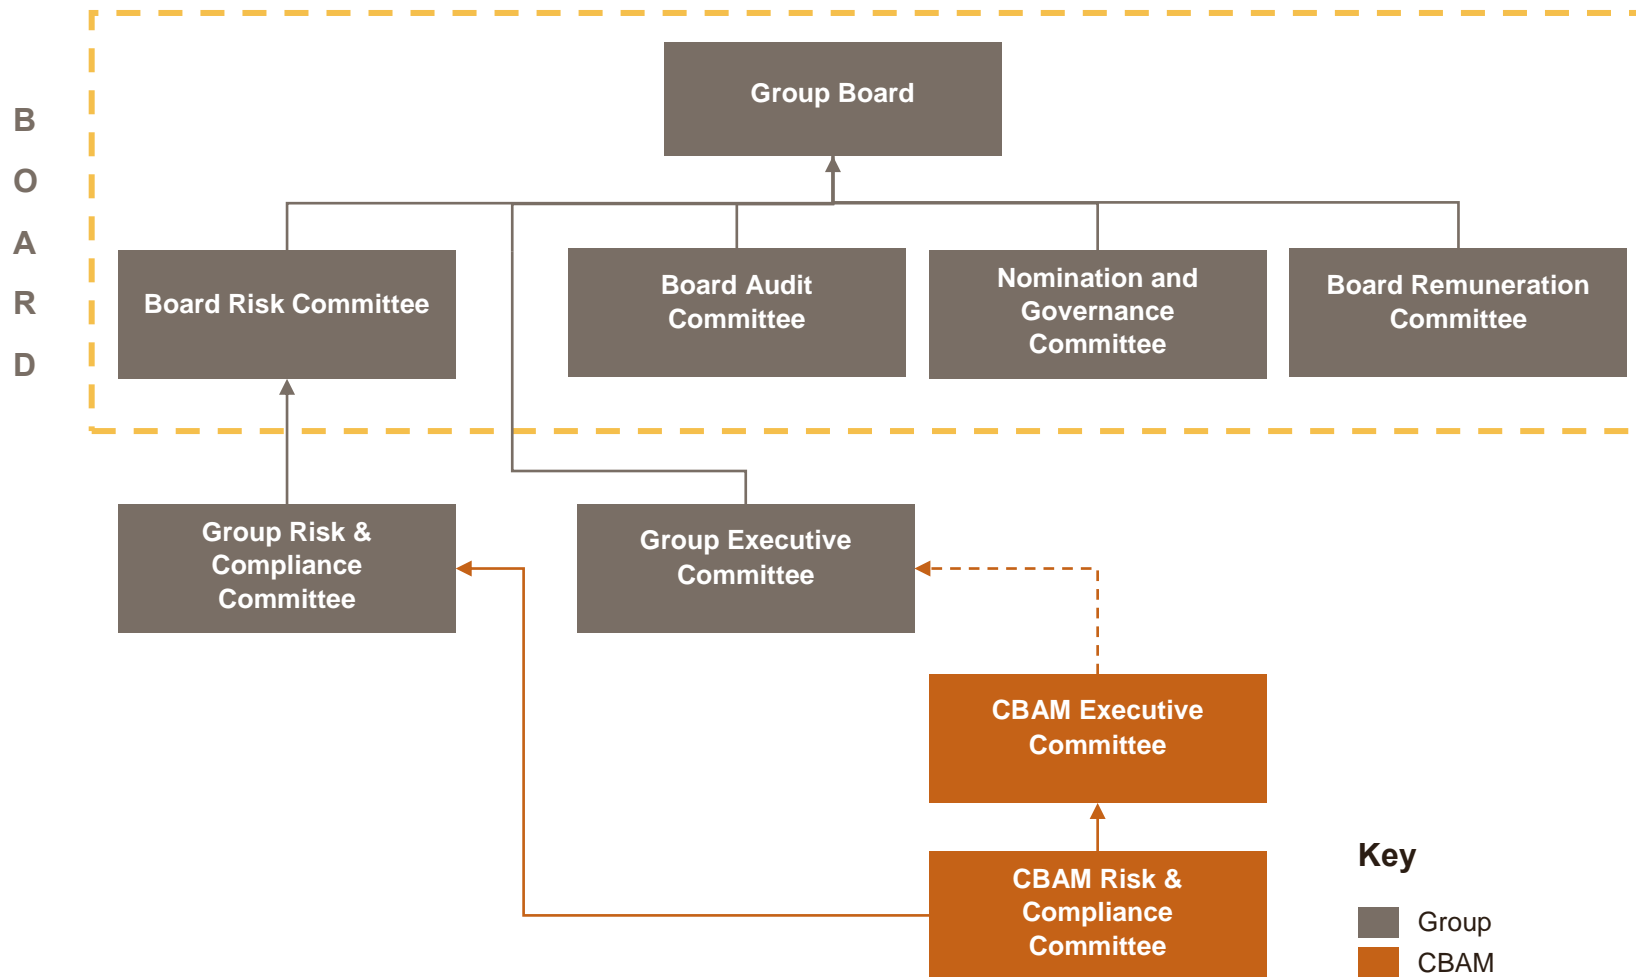 B
O
A
R
D
Group Board
Board Risk Committee
Board Audit
Committee
Nomination and
Governance
Committee
Board Remuneration
Committee
Group Risk &
Compliance
Committee
Group Executive
Committee
CBAM Executive
Committee
CBAM Risk &
Compliance
Committee
Key
Group
CBAM